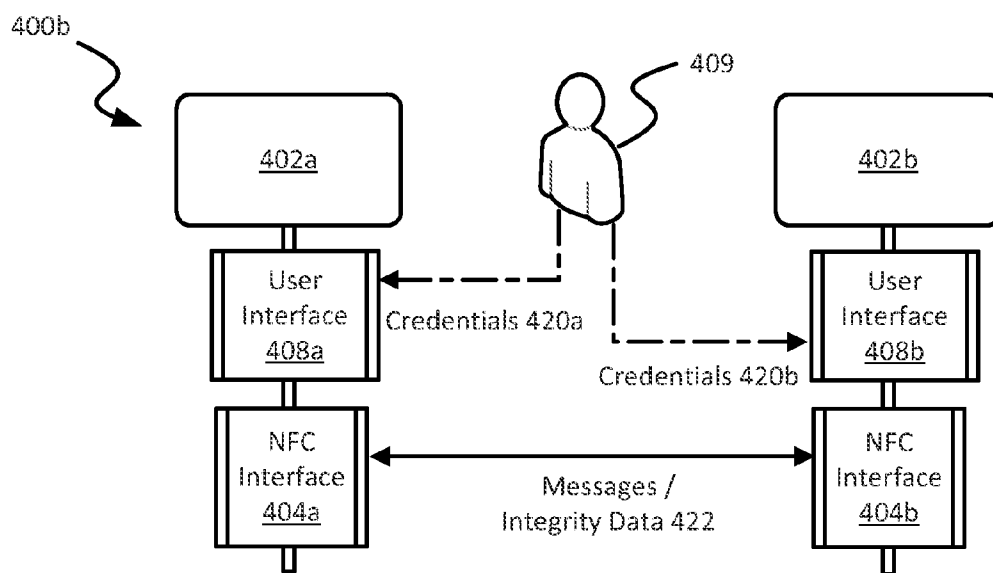 400b
409
402a
402b
User
Interface
408a
Credentials 420a
User
Interface
408b
Credentials 420b
NFC
Interface
404a
Messages /
Integrity Data 422
NFC
Interface
404b